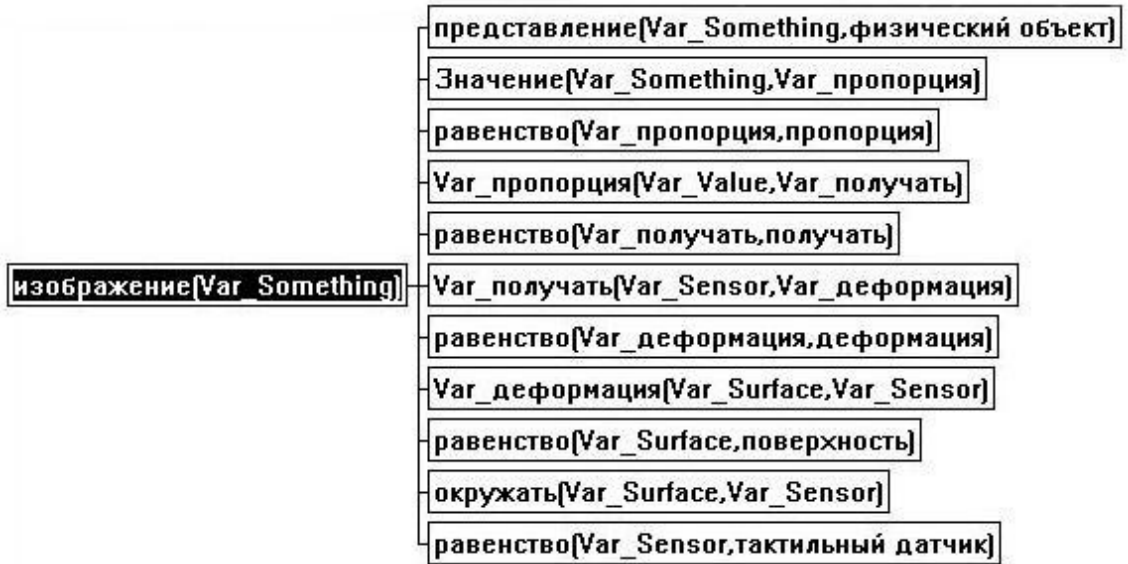 представление(Var_Something,физический объект)
Значение(Var_Something,Var_пропорция)
равенство(Var_пропорция,пропорция)
Var_пропорция(Var_Value,Var_получать)
равенство(Var_получать,получать)
изображение(Var_Something)
Var_получать(Var_Sensor,Var_деформация)
равенство(Var_деформация,деформация)
Var_деформация(Var_Surface,Var_Sensor)
равенство(Var_Surface,поверхность)
окружать(Var_Surface,Var_Sensor)
равенство(Var_Sensor,тактильный датчик)